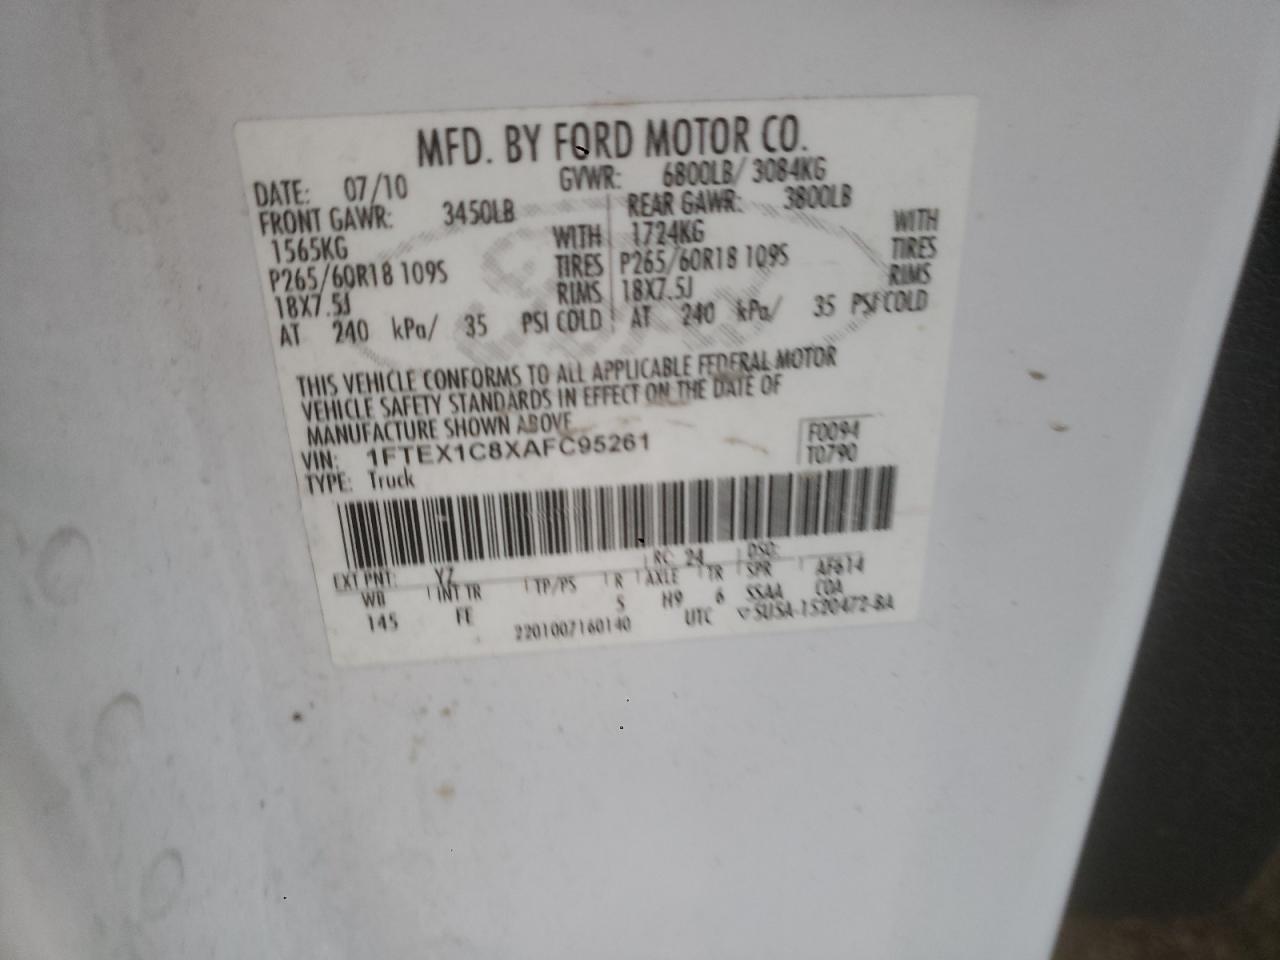 MFD. BY FORD MOTOR CO.
DATE: 07/10 GVWR: 6800LB/ 3084KG
FRONT GAWR: 3450LB REAR GAWR: 3800LB
1565KG WITH 1724KG WITH
P265/60R18 109S TIRES P265/60R18 109S TIRES
18X7.5J RIMS 18X7.5J RIMS
AT 240 kPa/ 35 PSI COLD AT 240 kPa/ 35 PSI COLD
THIS VEHICLE CONFORMS TO ALL APPLICABLE FEDERAL MOTOR
VEHICLE SAFETY STANDARDS IN EFFECT ON THE DATE OF
MANUFACTURE SHOWN ABOVE
VIN: 1FTEX1C8XAFC95261 F0094
TYPE: Truck T0790
EXT PNT: YZ RC: 24 DSO: AF614
WB INT TR TP/PS R AXLE TR SPR
145 FE 5 H9 6 SSAA
2201007160140 UTC ▽5U5A-1520472-BA